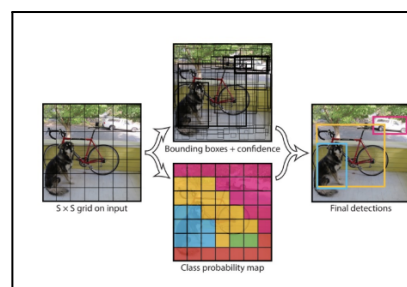 Bounding boxes + confidence
S × S grid on input
Final detections
Class probability map